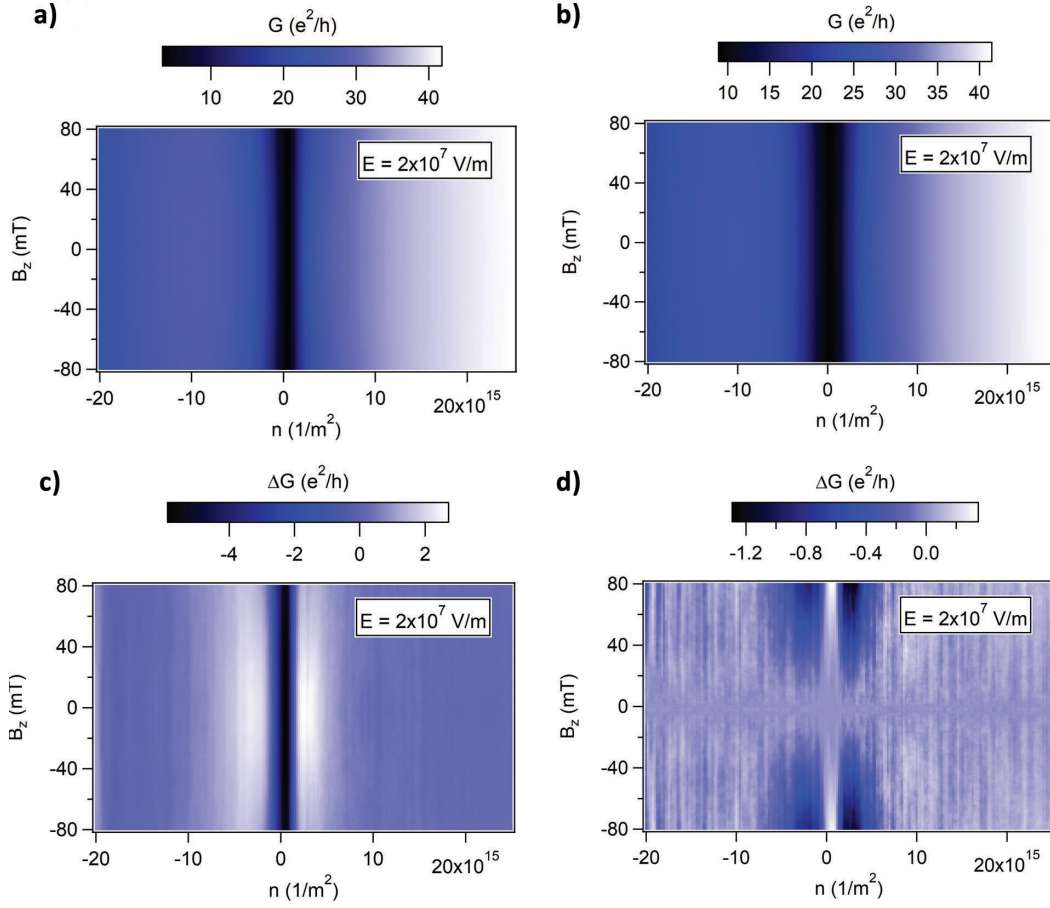 a)
G (e²/h)
10 20 30 40
80
40
0
-40
-80
B_z (mT)
E = 2x10⁷ V/m
-20 -10 0 10 20x10¹⁵
n (1/m²)
b)
G (e²/h)
10 15 20 25 30 35 40
80
40
0
-40
-80
B_z (mT)
E = 2x10⁷ V/m
-20 -10 0 10 20x10¹⁵
n (1/m²)
c)
ΔG (e²/h)
-4 -2 0 2
80
40
0
-40
-80
B_z (mT)
E = 2x10⁷ V/m
-20 -10 0 10 20x10¹⁵
n (1/m²)
d)
ΔG (e²/h)
-1.2 -0.8 -0.4 0.0
80
40
0
-40
-80
B_z (mT)
E = 2x10⁷ V/m
-20 -10 0 10 20x10¹⁵
n (1/m²)